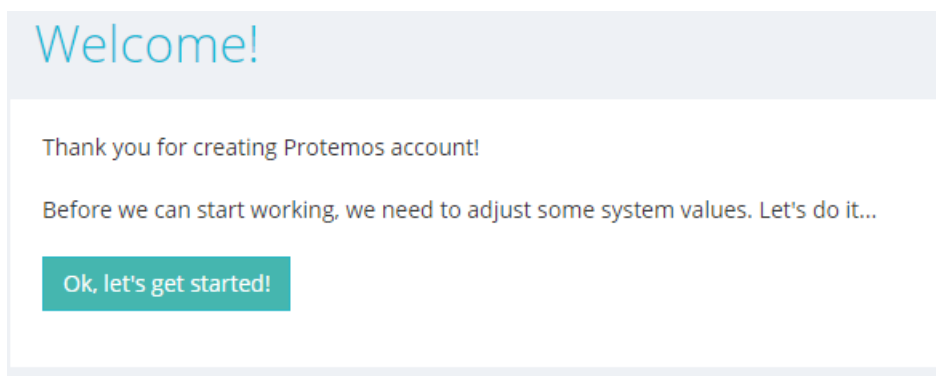 Welcome!
Thank you for creating Protemos account!
Before we can start working, we need to adjust some system values. Let's do it...
Ok, let's get started!